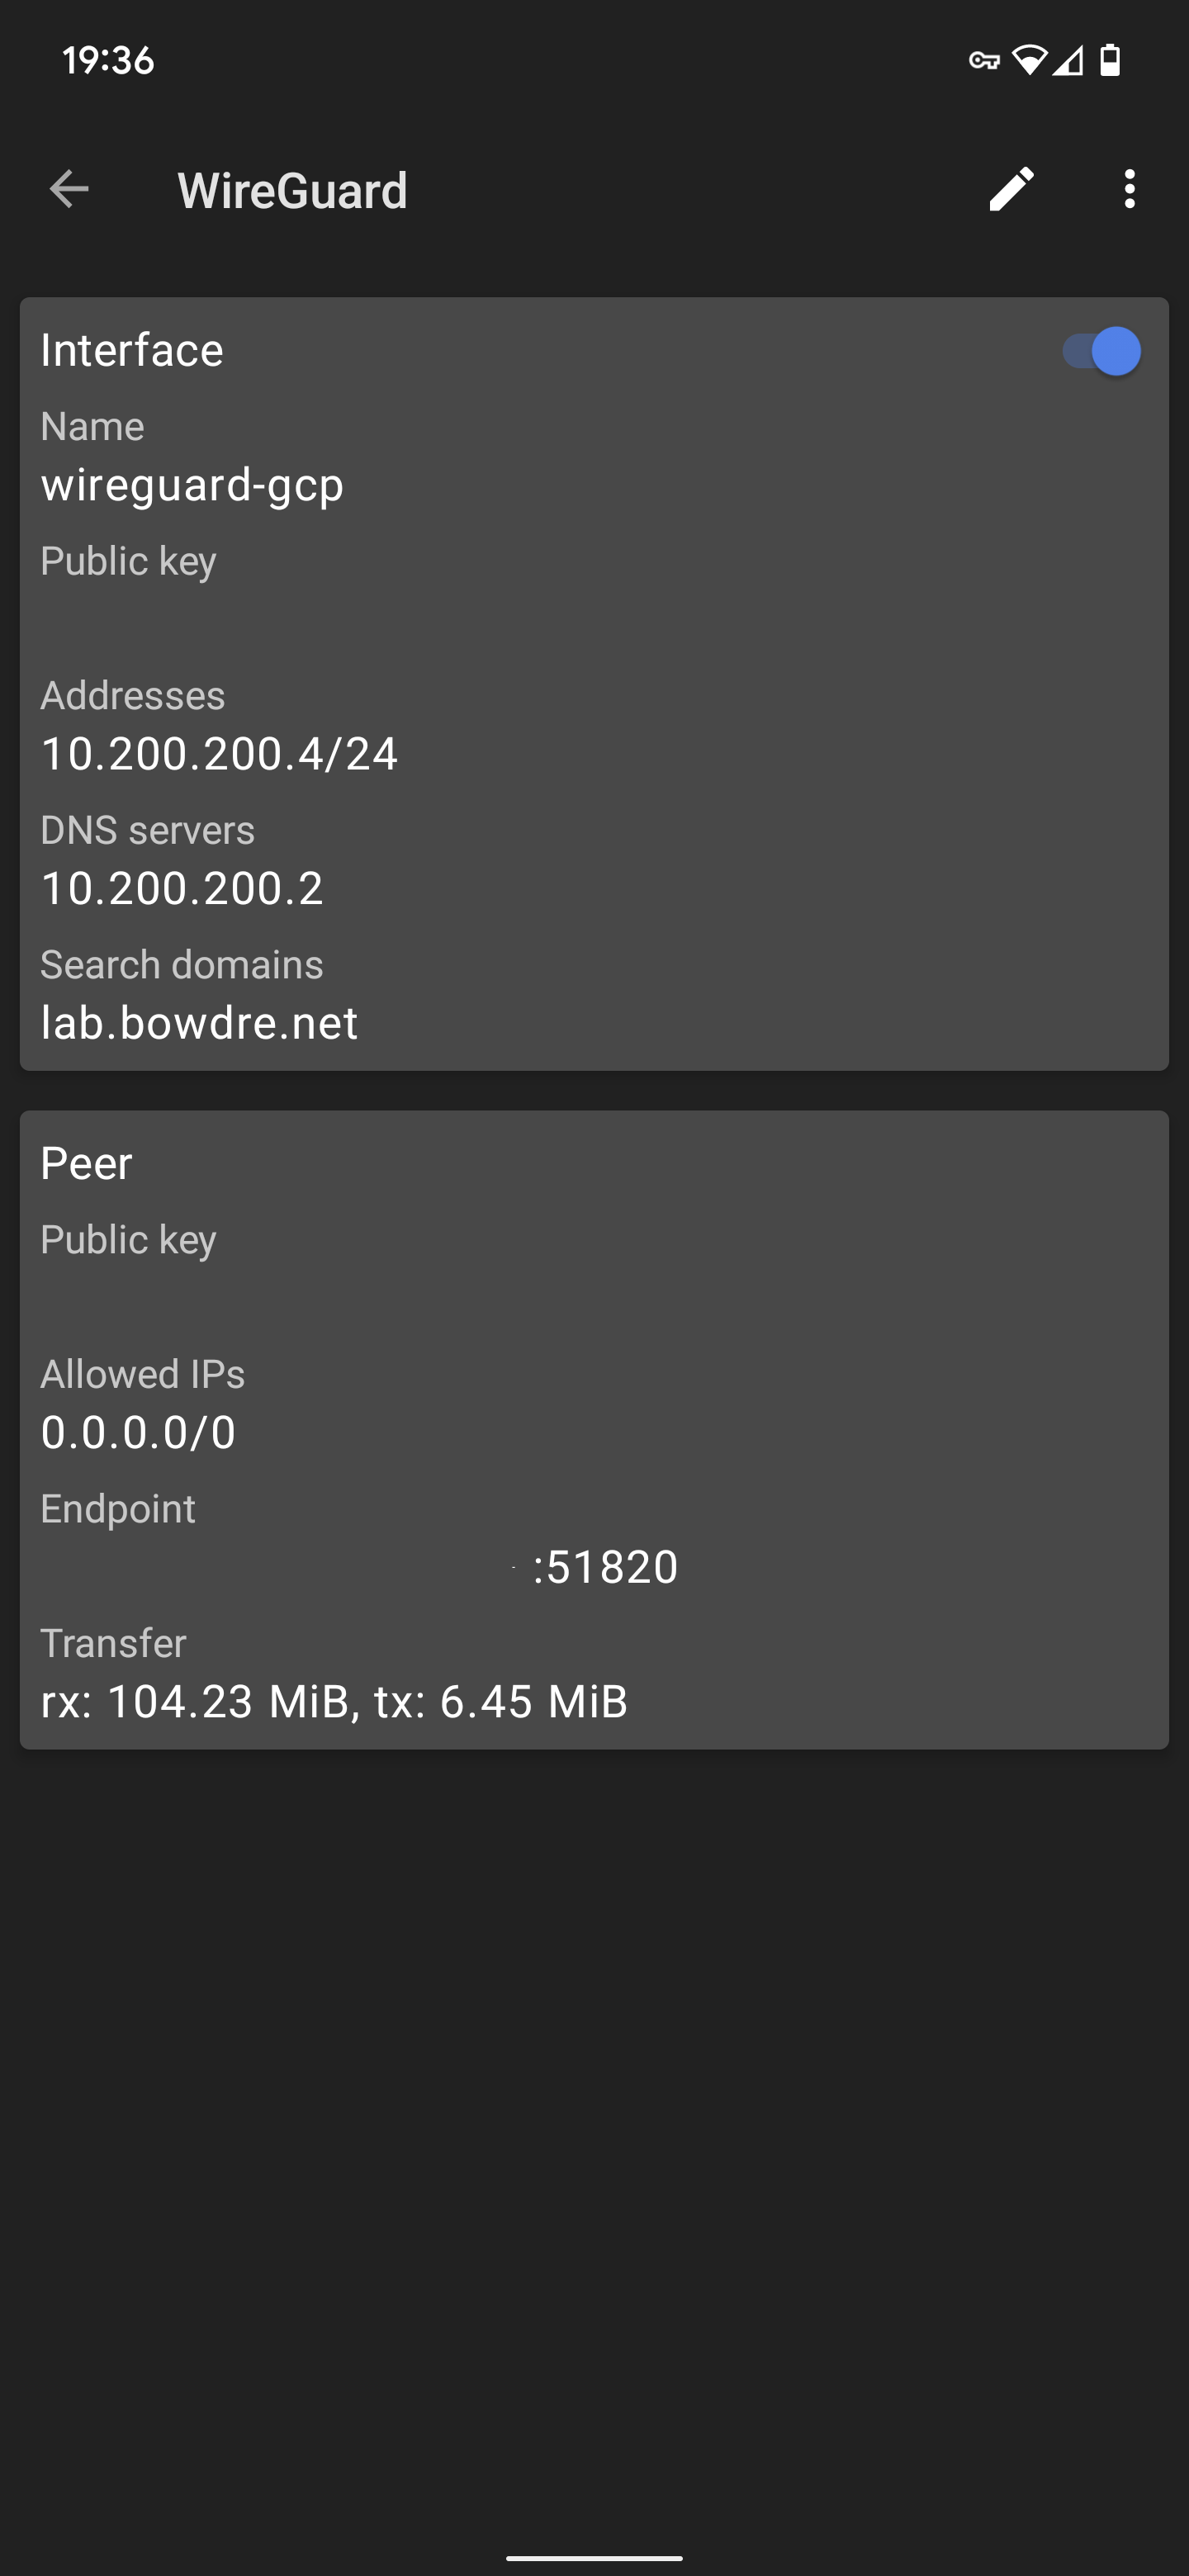 19:36
WireGuard
Interface
Name
wireguard-gcp
Public key
Addresses
10.200.200.4/24
DNS servers
10.200.200.2
Search domains
lab.bowdre.net
Peer
Public key
Allowed IPs
0.0.0.0/0
Endpoint
:51820
Transfer
rx: 104.23 MiB, tx: 6.45 MiB